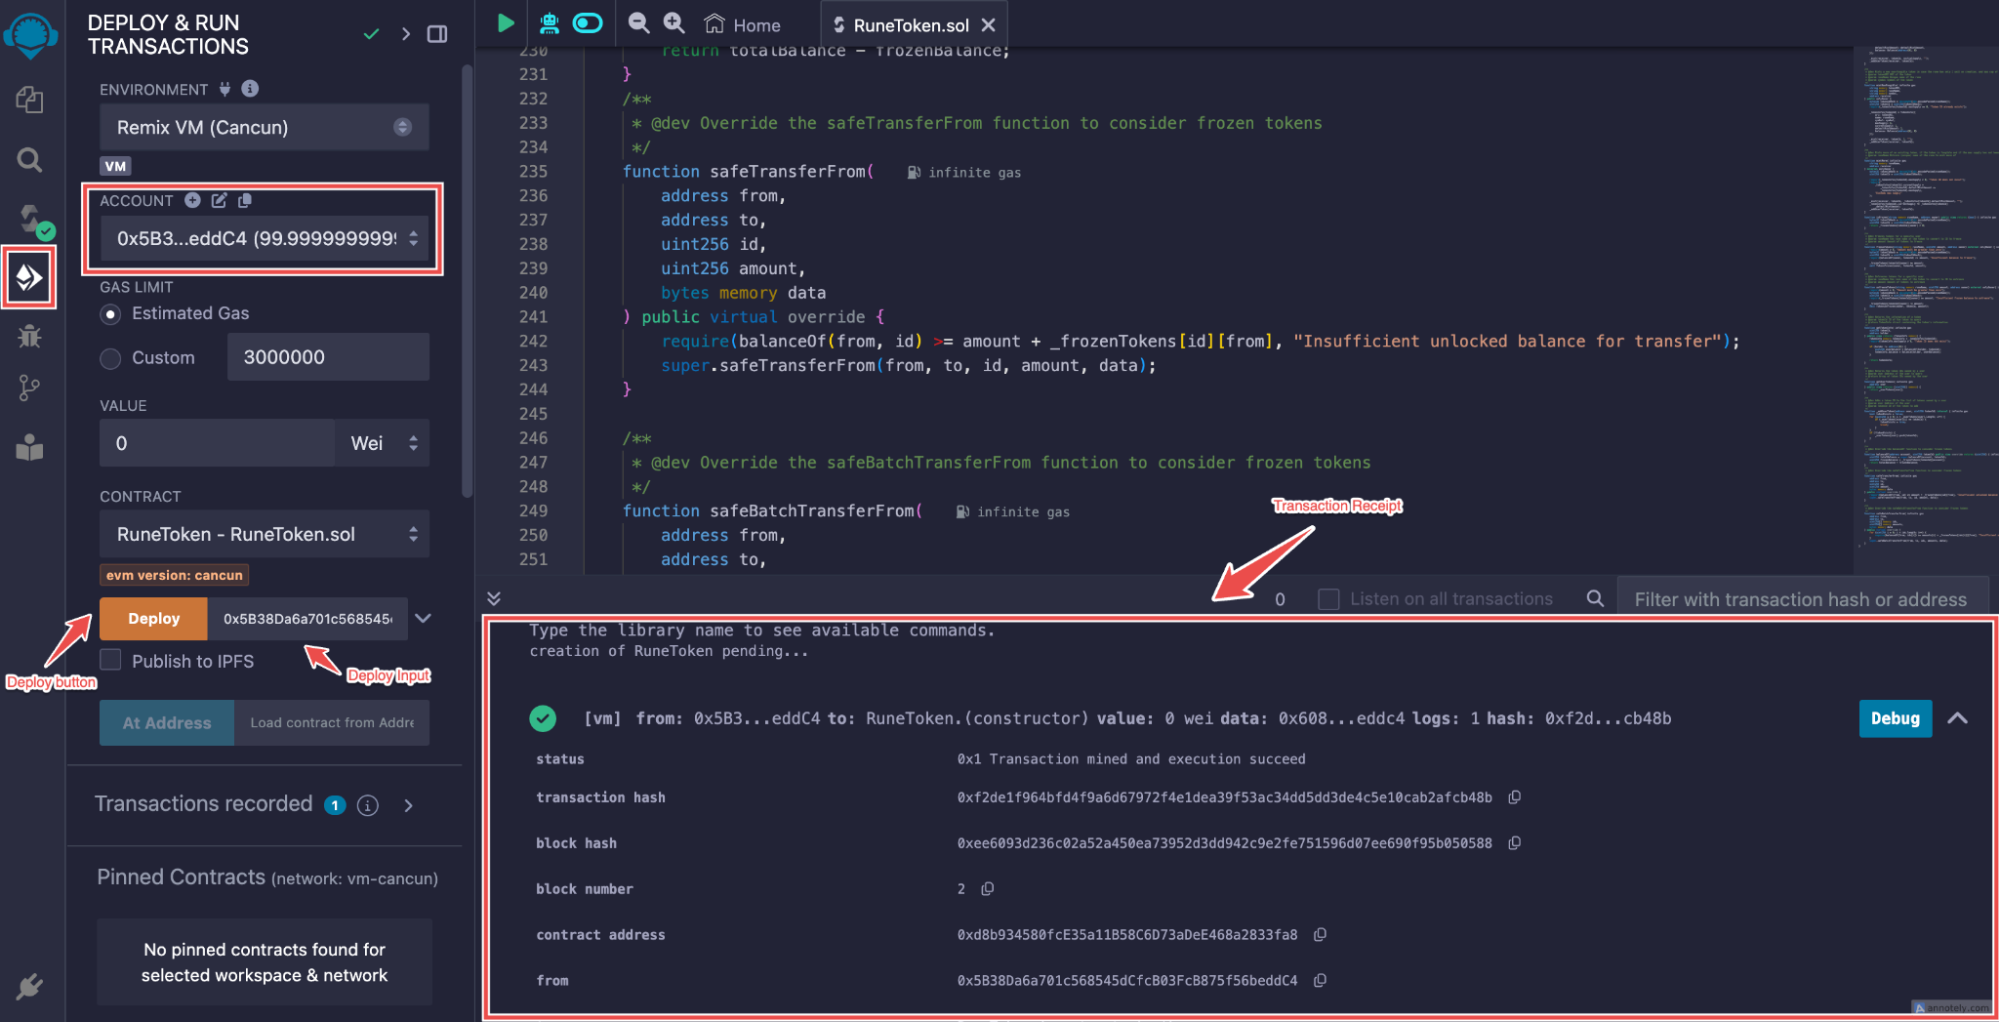 DEPLOY & RUN
TRANSACTIONS
ENVIRONMENT
Remix VM (Cancun)
VM
ACCOUNT
0x5B3...eddC4 (99.9999999999
GAS LIMIT
Estimated Gas
Custom
3000000
VALUE
0
Wei
CONTRACT
RuneToken - RuneToken.sol
evm version: cancun
Deploy
0x5B38Da6a701c568545
Deploy button
Deploy Input
Publish to IPFS
At Address
Load contract from Addre
Transactions recorded 1
Pinned Contracts (network: vm-cancun)
No pinned contracts found for
selected workspace & network
Home
RuneToken.sol
230 return totalBalance - frozenBalance;
231 }
232 /**
233 * @dev Override the safeTransferFrom function to consider frozen tokens
234 */
235 function safeTransferFrom( infinite gas
236 address from,
237 address to,
238 uint256 id,
239 uint256 amount,
240 bytes memory data
241 ) public virtual override {
242 require(balanceOf(from, id) >= amount + _frozenTokens[id][from], "Insufficient unlocked balance for transfer");
243 super.safeTransferFrom(from, to, id, amount, data);
244 }
245
246 /**
247 * @dev Override the safeBatchTransferFrom function to consider frozen tokens
248 */
249 function safeBatchTransferFrom( infinite gas
250 address from,
251 address to,
Transaction Receipt
0
Listen on all transactions
Filter with transaction hash or address
Type the library name to see available commands.
creation of RuneToken pending...
[vm] from: 0x5B3...eddC4 to: RuneToken.(constructor) value: 0 wei data: 0x608...eddc4 logs: 1 hash: 0xf2d...cb48b
Debug
status 0x1 Transaction mined and execution succeed
transaction hash 0xf2de1f964bfd4f9a6d67972f4e1dea39f53ac34dd5dd3de4c5e10cab2afcb48b
block hash 0xee6093d236c02a52a450ea73952d3dd942c9e2fe751596d07ee690f95b050588
block number 2
contract address 0xd8b934580fcE35a11B58C6D73aDeE468a2833fa8
from 0x5B38Da6a701c568545dCfcB03FcB875f56beddC4
annotely.com